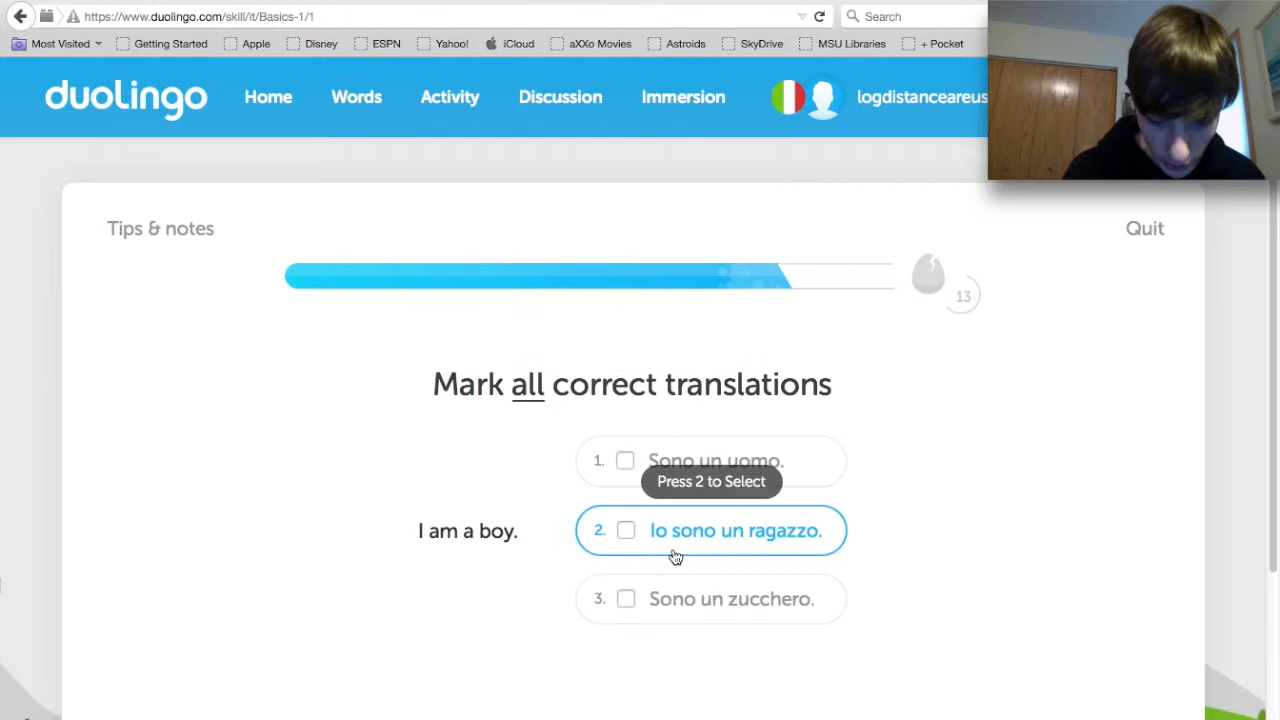 https://www.duolingo.com/skill/it/Basics-1/1
Search
Most Visited
Getting Started
Apple
Disney
ESPN
Yahoo!
iCloud
aXXo Movies
Astroids
SkyDrive
MSU Libraries
+ Pocket
duolingo
Home
Words
Activity
Discussion
Immersion
logdistanceareus
Tips & notes
Quit
13
Mark all correct translations
1. Sono un uomo.
Press 2 to Select
I am a boy.
2. Io sono un ragazzo.
3. Sono un zucchero.